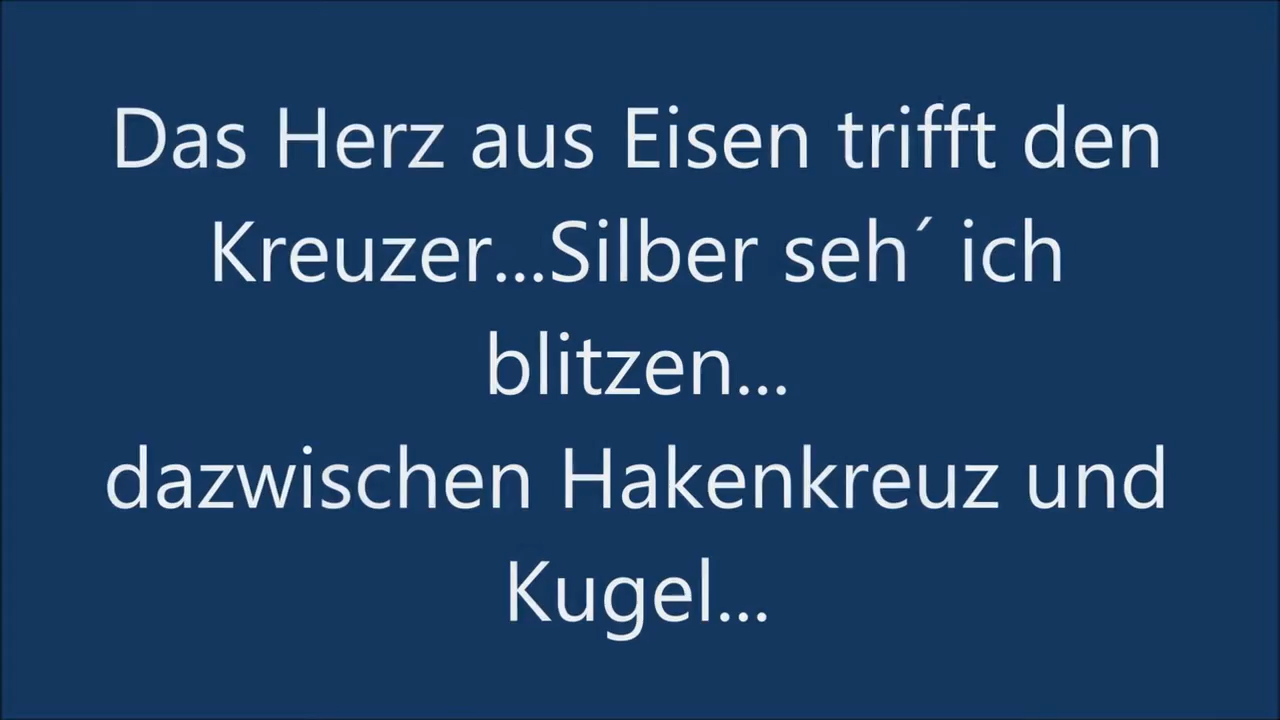 Das Herz aus Eisen trifft den
Kreuzer...Silber seh´ ich
blitzen...
dazwischen Hakenkreuz und
Kugel...